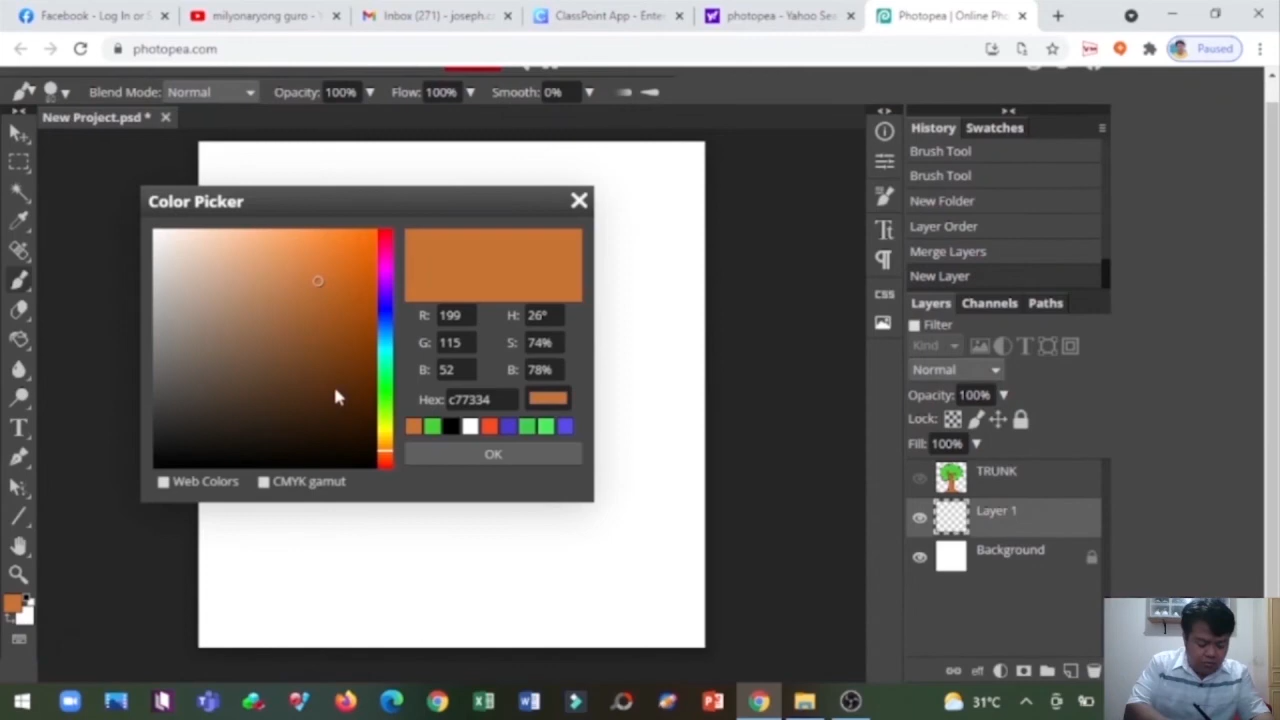 Facebook - Log In or S
milyonaryong guro - Y
Inbox (271) - joseph.c
ClassPoint App - Ente
photopea - Yahoo Sea
Photopea | Online Pho
photopea.com
Paused
Blend Mode: Normal Opacity: 100% Flow: 100% Smooth: 0%
New Project.psd *
History Swatches
Brush Tool
Brush Tool
New Folder
Layer Order
Merge Layers
New Layer
Color Picker
R: 199 H: 26°
G: 115 S: 74%
B: 52 B: 78%
Hex: c77334
OK
Web Colors CMYK gamut
CSS
Layers Channels Paths
Filter
Kind
Normal
Opacity: 100%
Lock:
Fill: 100%
TRUNK
Layer 1
Background
eff
31°C